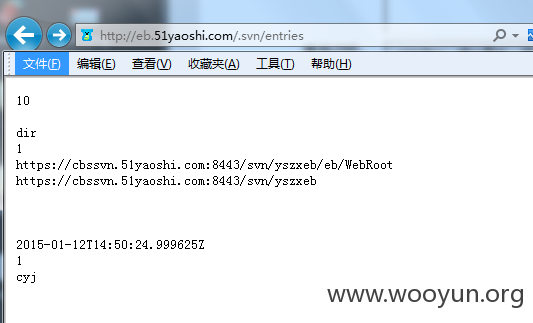 http://eb.51yaoshi.com/.svn/entries
文件(F) 编辑(E) 查看(V) 收藏夹(A) 工具(T) 帮助(H)
10
dir
1
https://cbssvn.51yaoshi.com:8443/svn/yszxeb/eb/WebRoot
https://cbssvn.51yaoshi.com:8443/svn/yszxeb
2015-01-12T14:50:24.999625Z
1
cyj
www.wooyun.org